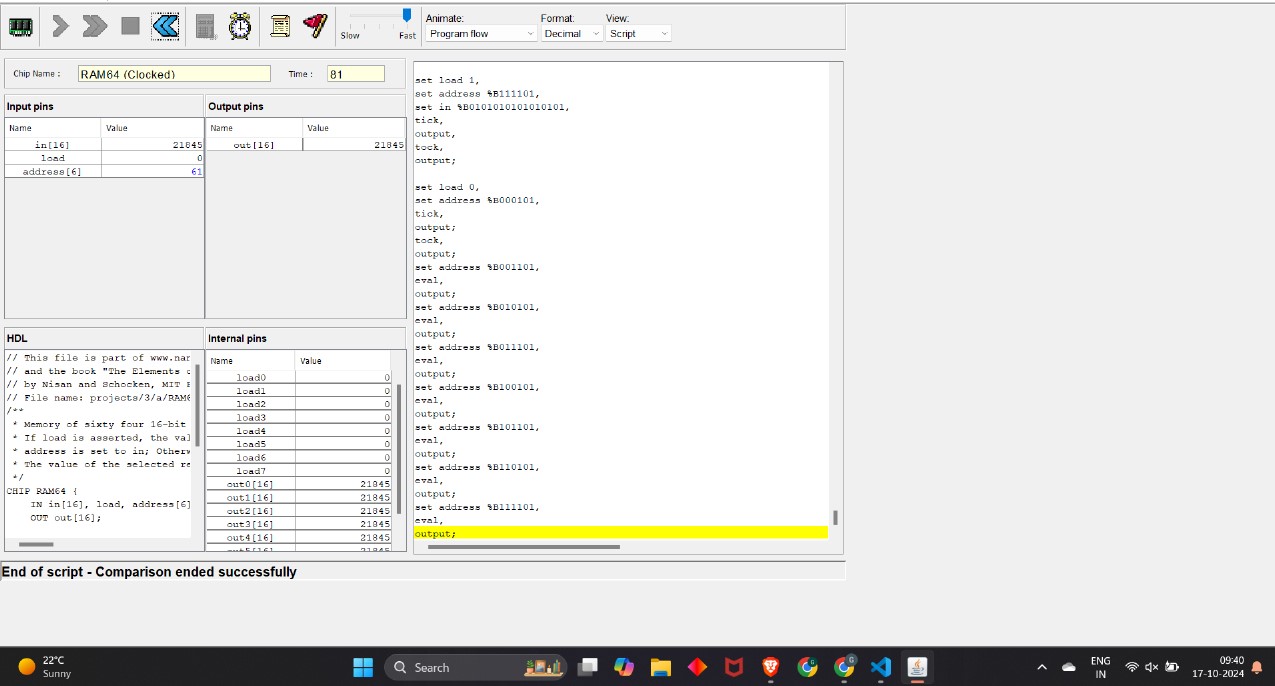 Slow
Fast
Animate:
Program flow
Format:
Decimal
View:
Script
Chip Name :
RAM64 (Clocked)
Time :
81
Input pins
Name Value
in[16] 21845
load 0
address[6] 61
Output pins
Name Value
out[16] 21845
HDL
// This file is part of www.nan
// and the book "The Elements o
// by Nisan and Schocken, MIT P
// File name: projects/3/a/RAM6
/**
* Memory of sixty four 16-bit
* If load is asserted, the val
* address is set to in; Otherw
* The value of the selected re
*/
CHIP RAM64 {
IN in[16], load, address[6]
OUT out[16];
Internal pins
Name Value
load0 0
load1 0
load2 0
load3 0
load4 0
load5 0
load6 0
load7 0
out0[16] 21845
out1[16] 21845
out2[16] 21845
out3[16] 21845
out4[16] 21845
out5[16] 21845
set load 1,
set address %B111101,
set in %B0101010101010101,
tick,
output,
tock,
output;
set load 0,
set address %B000101,
tick,
output;
tock,
output;
set address %B001101,
eval,
output;
set address %B010101,
eval,
output;
set address %B011101,
eval,
output;
set address %B100101,
eval,
output;
set address %B101101,
eval,
output;
set address %B110101,
eval,
output;
set address %B111101,
eval,
output;
End of script - Comparison ended successfully
22°C
Sunny
Search
ENG
IN
09:40
17-10-2024